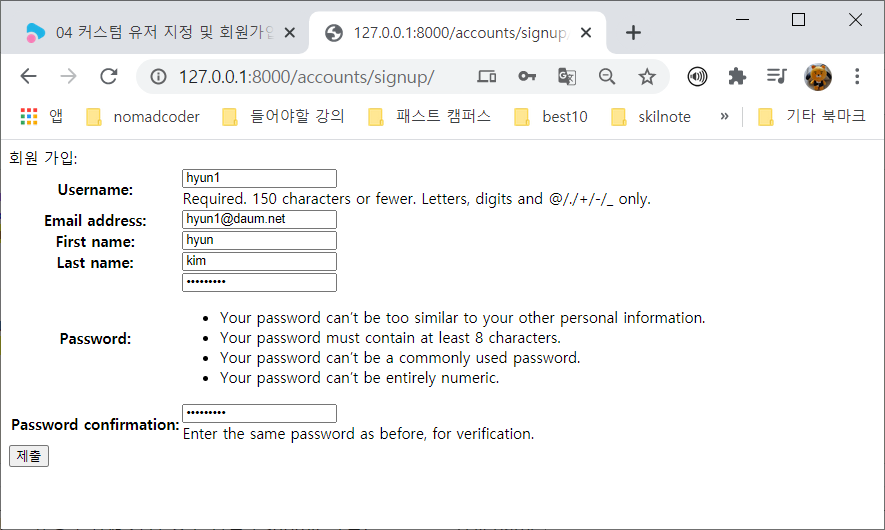 04 커스텀 유저 지정 및 회원가입
127.0.0.1:8000/accounts/signup/
127.0.0.1:8000/accounts/signup/
앱 nomadcoder 들어야할 강의 패스트 캠퍼스 best10 skilnote » 기타 북마크
회원 가입:
Username: hyun1
Required. 150 characters or fewer. Letters, digits and @/./+/-/_ only.
Email address: hyun1@daum.net
First name: hyun
Last name: kim
•••••••••
Your password can't be too similar to your other personal information.
Your password must contain at least 8 characters.
Password:
Your password can't be a commonly used password.
Your password can't be entirely numeric.
•••••••••
Password confirmation:
Enter the same password as before, for verification.
제출